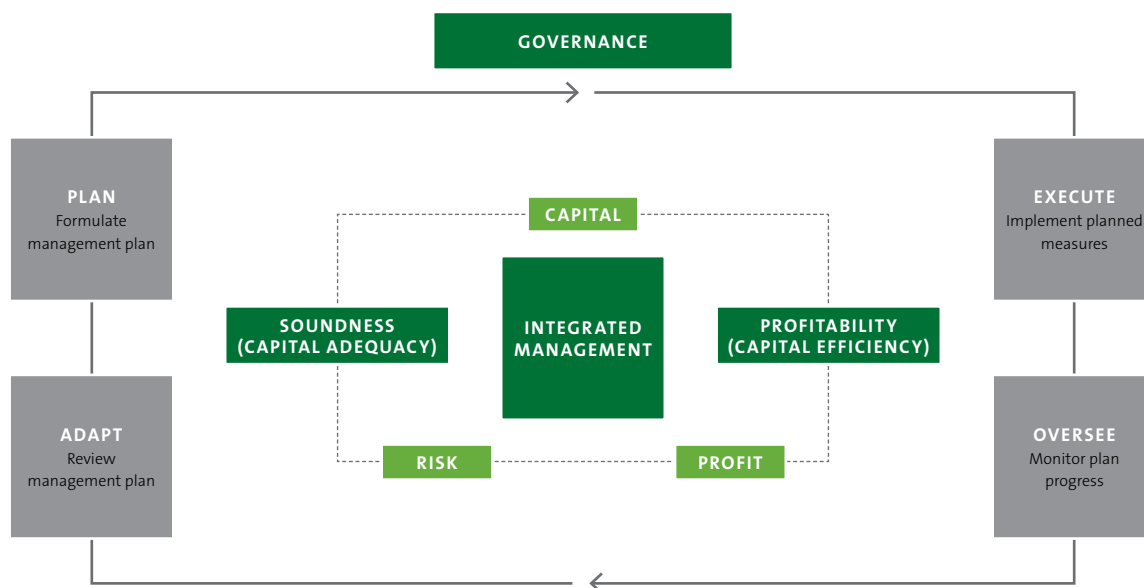 GOVERNANCE
PLAN
Formulate
management plan
EXECUTE
Implement planned
measures
CAPITAL
SOUNDNESS
(CAPITAL ADEQUACY)
INTEGRATED
MANAGEMENT
PROFITABILITY
(CAPITAL EFFICIENCY)
ADAPT
Review
management plan
RISK
PROFIT
OVERSEE
Monitor plan
progress